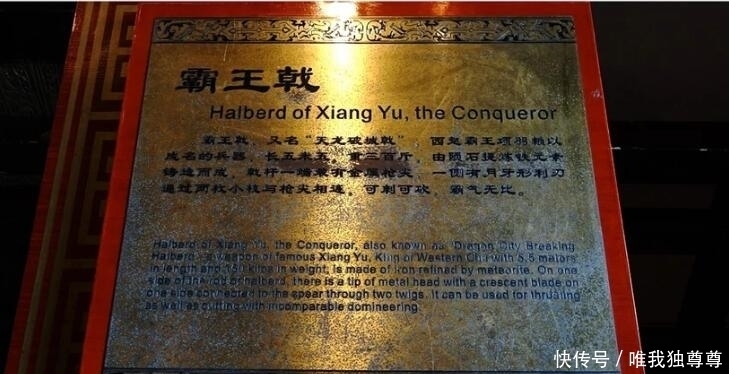 霸王戟
Halberd of Xiang Yu, the Conqueror
霸王戟，又名“天龙破城戟”，西楚霸王项羽赖以
成名的兵器，长五米五，重三百斤，由陨石提炼铁元素
铸造而成，戟杆一端装有金属枪尖，一侧有月牙形利刃
通过两枚小枝与枪尖相连，可刺可砍，霸气无比。
Halberd of Xiang Yu, the Conqueror, also known as "Dragon City Breaking
Halberd", a weapon of famous Xiang Yu, King of Western Chu with 5.5 meters
in length and 150 kilos in weight, is made of iron refined by meteorite. On one
side of the rod of halberd, there is a tip of metal head with a crescent blade on
one side connected to the spear through two twigs. It can be used for thrusting
as well as cutting with incomparable domineering.
快传号 / 唯我独尊尊